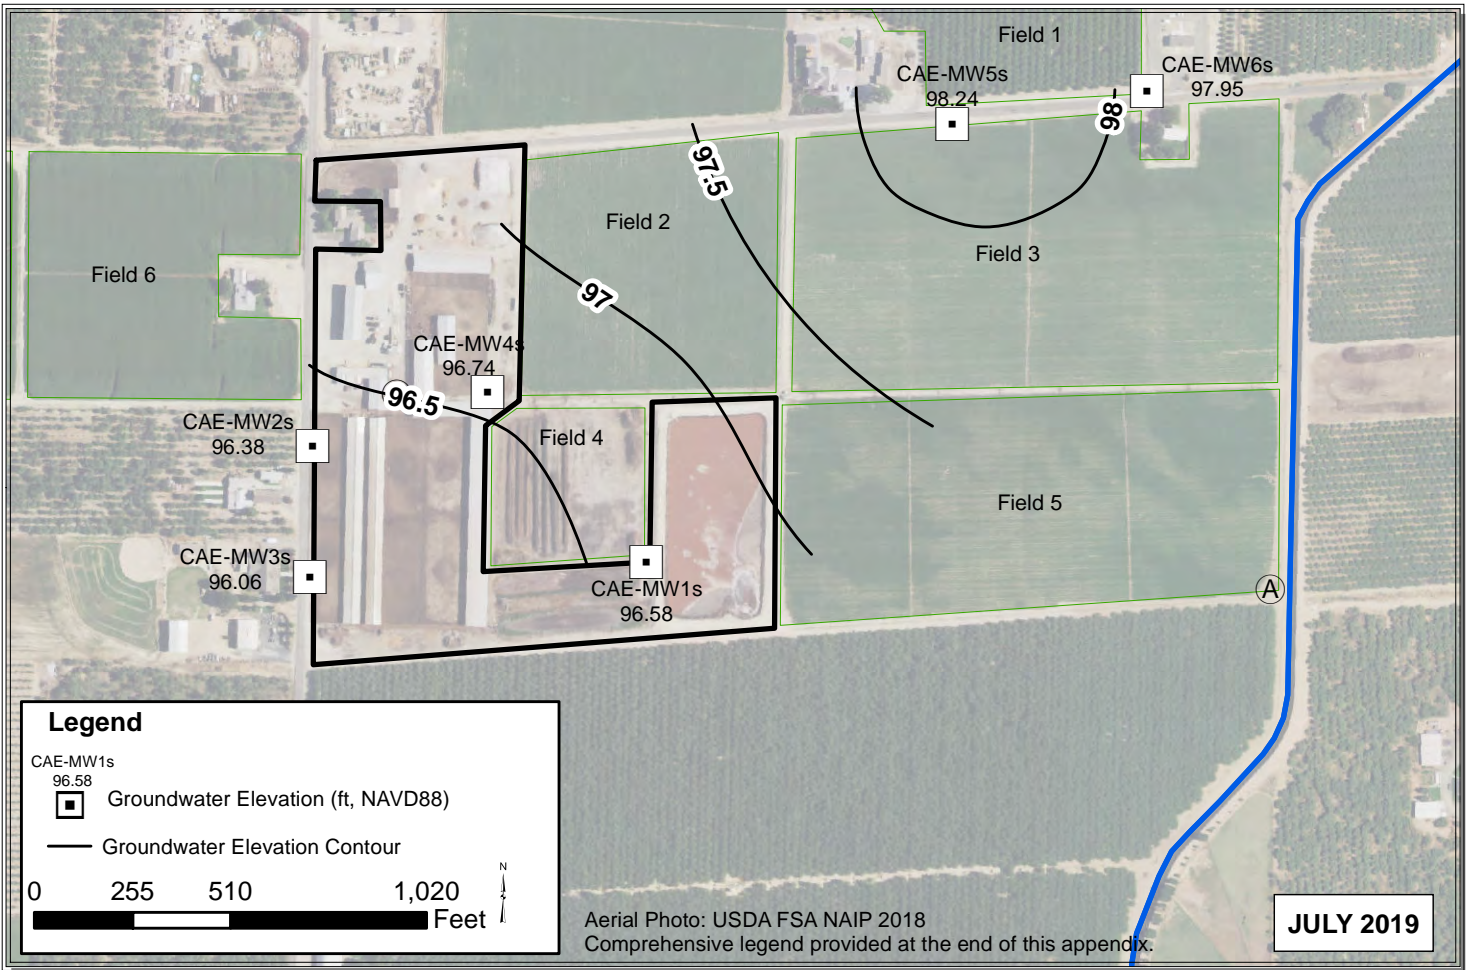 Field 1
CAE-MW5s
98.24
CAE-MW6s
97.95
98
97.5
Field 2
Field 3
Field 6
97
CAE-MW4s
96.74
96.5
CAE-MW2s
96.38
Field 4
Field 5
CAE-MW3s
96.06
CAE-MW1s
96.58
A
Legend
CAE-MW1s
96.58
Groundwater Elevation (ft, NAVD88)
Groundwater Elevation Contour
N
0 255 510 1,020
Feet
Aerial Photo: USDA FSA NAIP 2018
Comprehensive legend provided at the end of this appendix.
JULY 2019